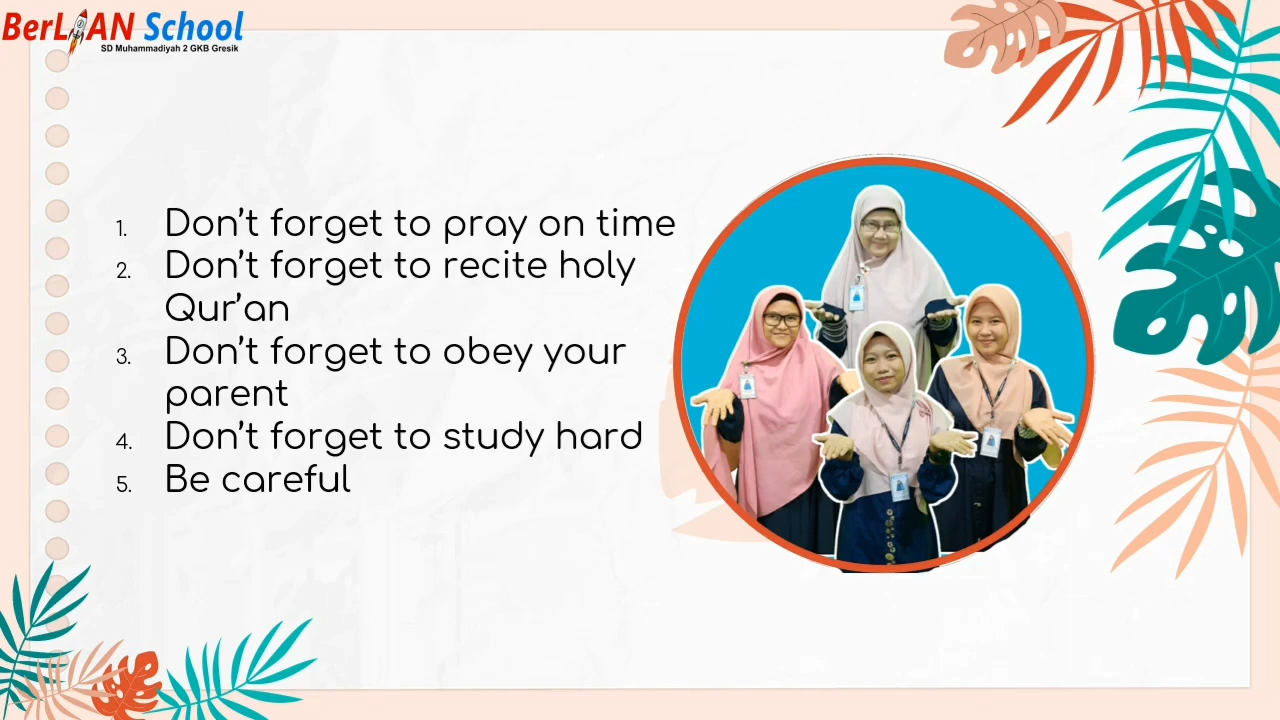 BerLIAN School
SD Muhammadiyah 2 GKB Gresik
1. Don't forget to pray on time
2. Don't forget to recite holy
Qur'an
3. Don't forget to obey your
parent
4. Don't forget to study hard
5. Be careful